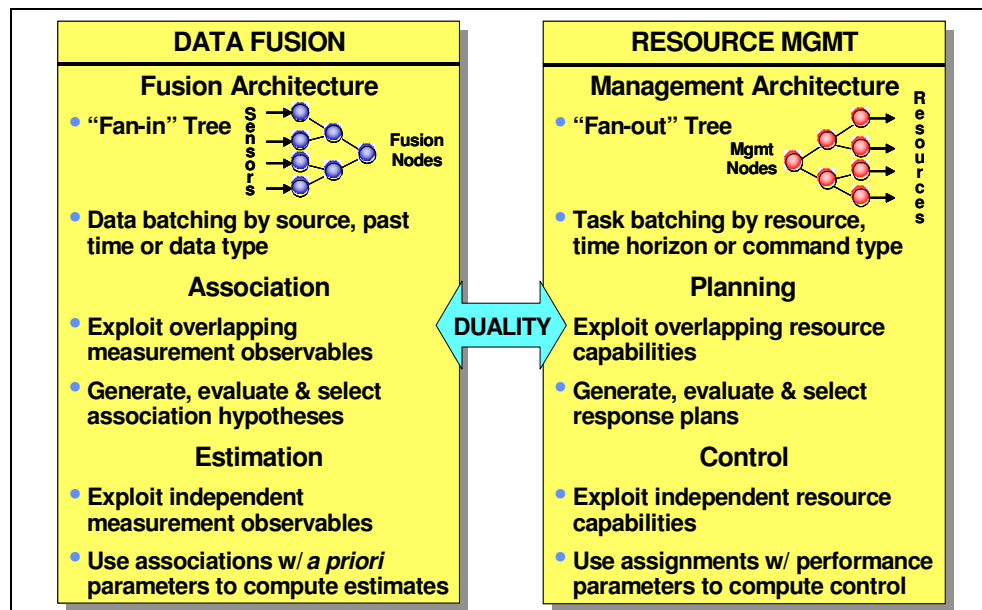 DATA FUSION
Fusion Architecture
• “Fan-in” Tree
Sensors
Fusion
Nodes
• Data batching by source, past
time or data type
Association
• Exploit overlapping
measurement observables
• Generate, evaluate & select
association hypotheses
Estimation
• Exploit independent
measurement observables
• Use associations w/ a priori
parameters to compute estimates
DUALITY
RESOURCE MGMT
Management Architecture
• “Fan-out” Tree
Mgmt
Nodes
Resources
• Task batching by resource,
time horizon or command type
Planning
• Exploit overlapping resource
capabilities
• Generate, evaluate & select
response plans
Control
• Exploit independent resource
capabilities
• Use assignments w/ performance
parameters to compute control